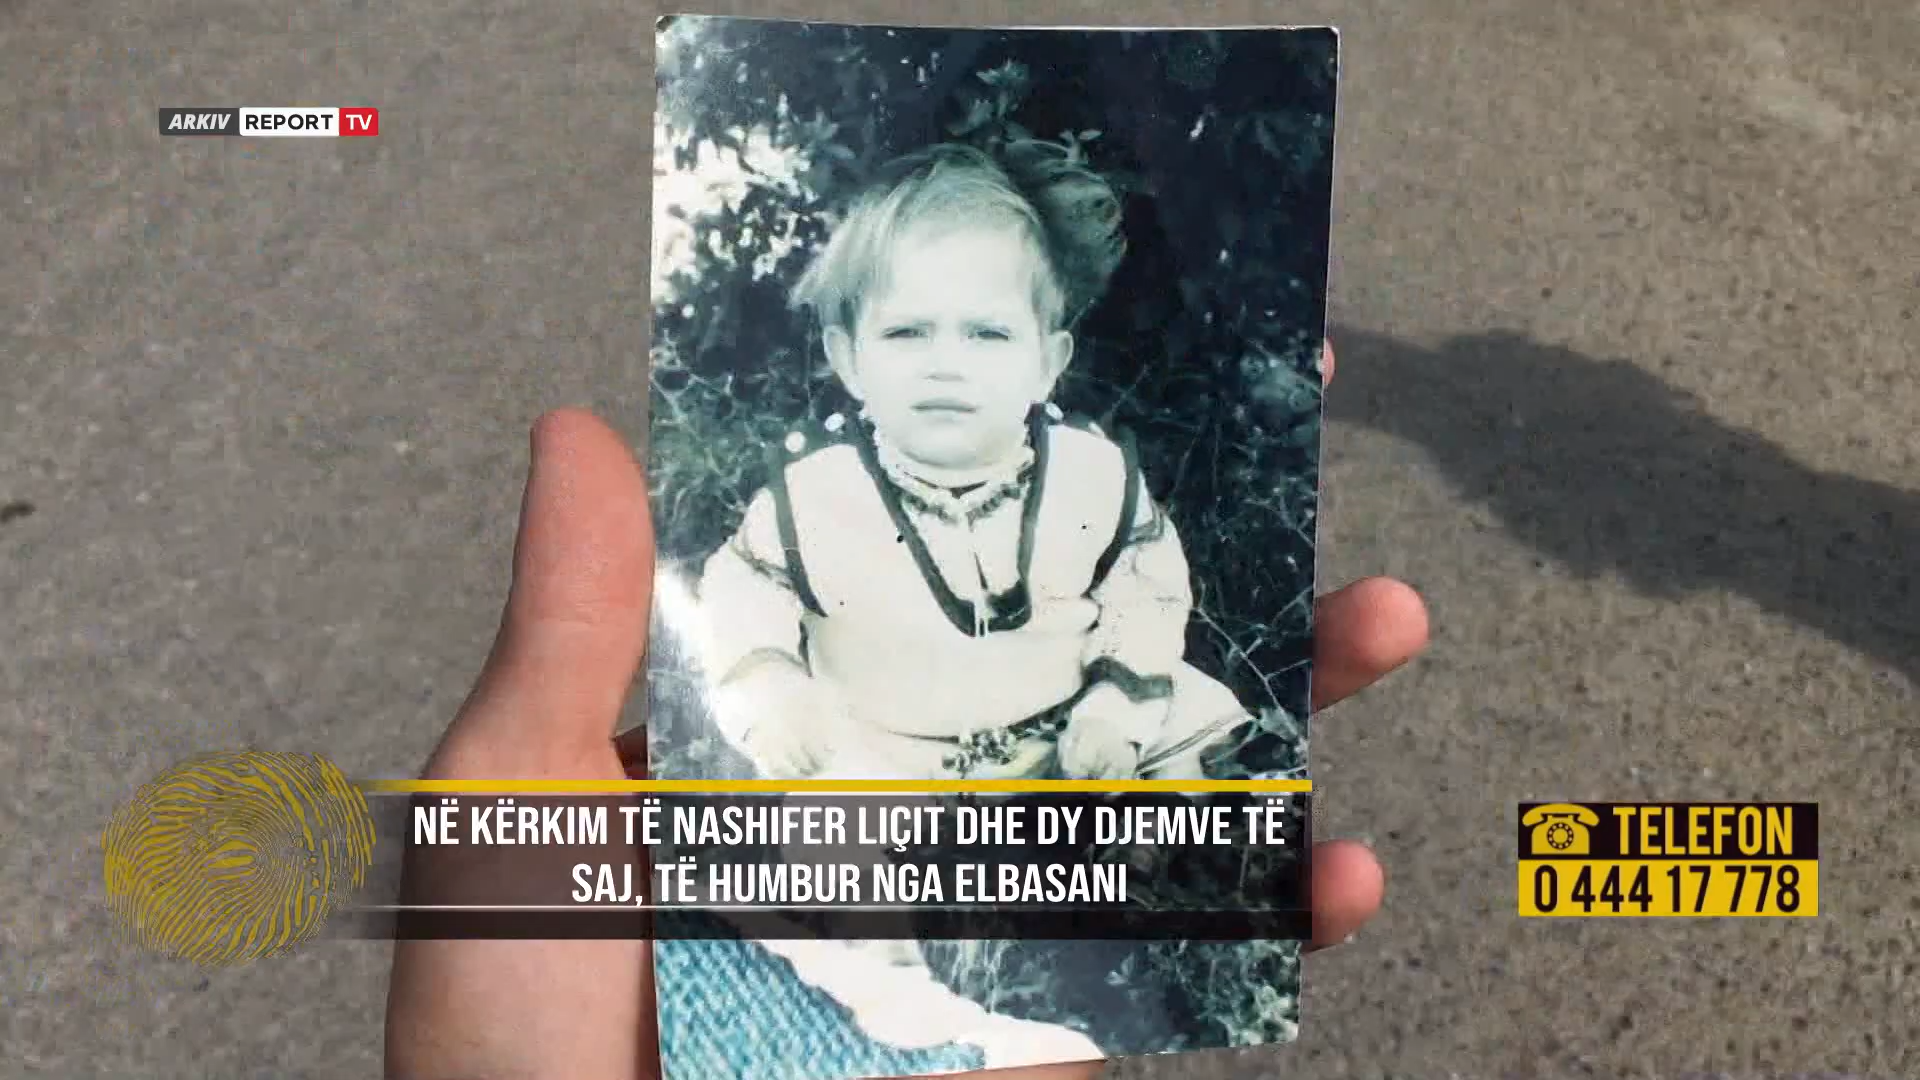 ARKIV REPORT TV
NË KËRKIM TË NASHIFER LIÇIT DHE DY DJEMVE TË
SAJ, TË HUMBUR NGA ELBASANI
TELEFON
0 444 17 778